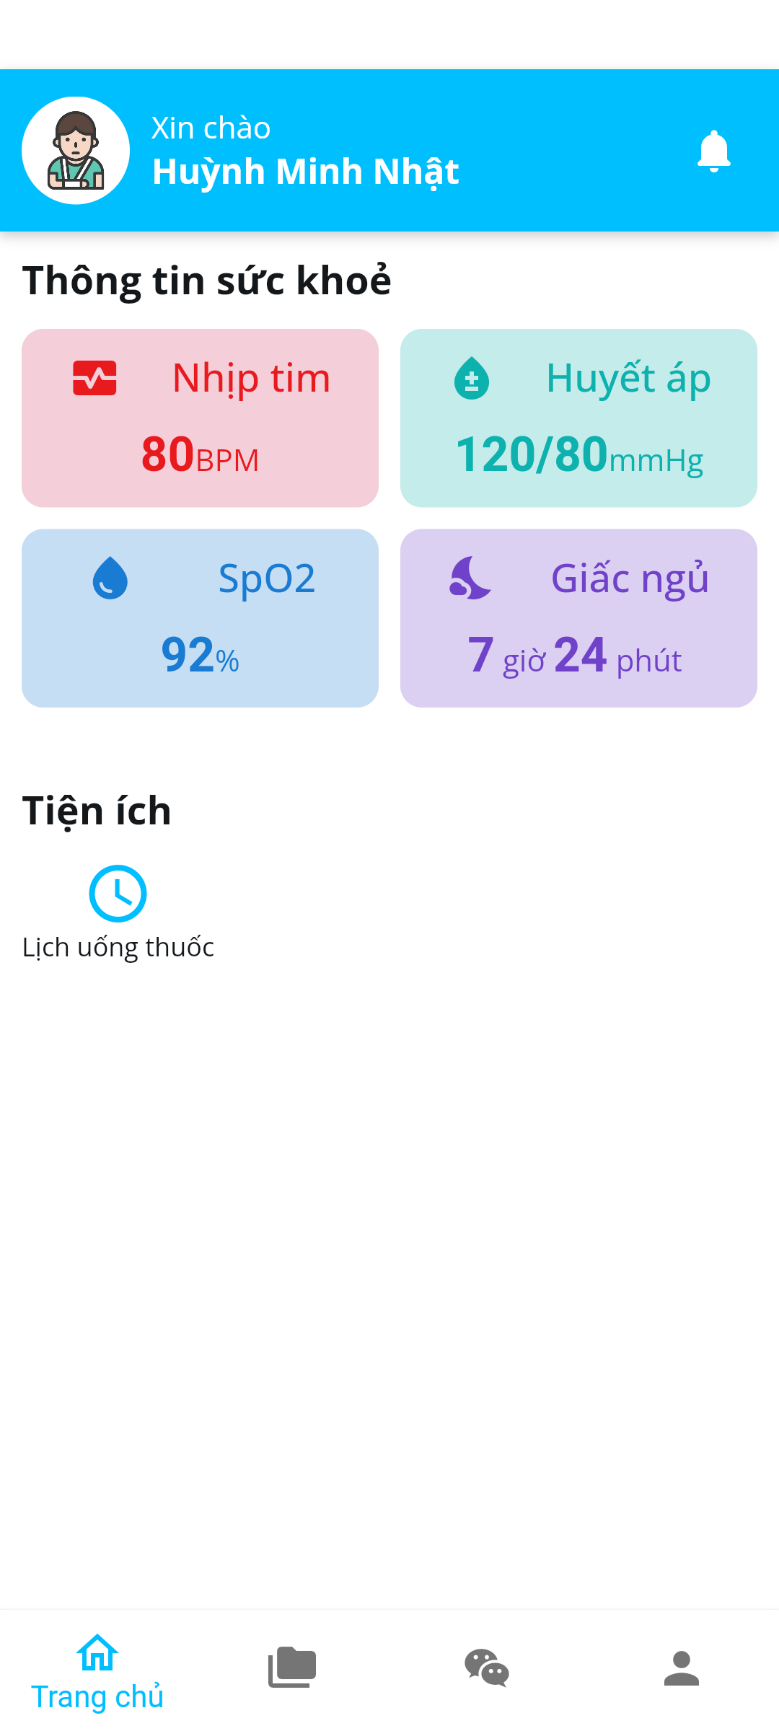 Xin chào
Huỳnh Minh Nhật
Thông tin sức khoẻ
Nhịp tim
80BPM
Huyết áp
120/80mmHg
SpO2
92%
Giấc ngủ
7 giờ 24 phút
Tiện ích
Lịch uống thuốc
Trang chủ